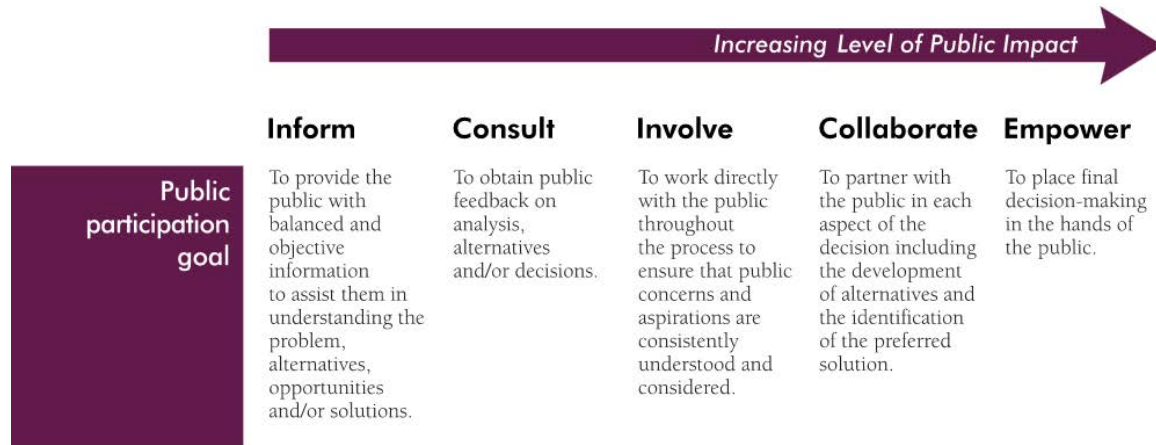 Increasing Level of Public Impact
Inform
Consult
Involve
Collaborate
Empower
Public
participation
goal
To provide the
public with
balanced and
objective
information
to assist them in
understanding the
problem,
alternatives,
opportunities
and/or solutions.
To obtain public
feedback on
analysis,
alternatives
and/or decisions.
To work directly
with the public
throughout
the process to
ensure that public
concerns and
aspirations are
consistently
understood and
considered.
To partner with
the public in each
aspect of the
decision including
the development
of alternatives and
the identification
of the preferred
solution.
To place final
decision-making
in the hands of
the public.